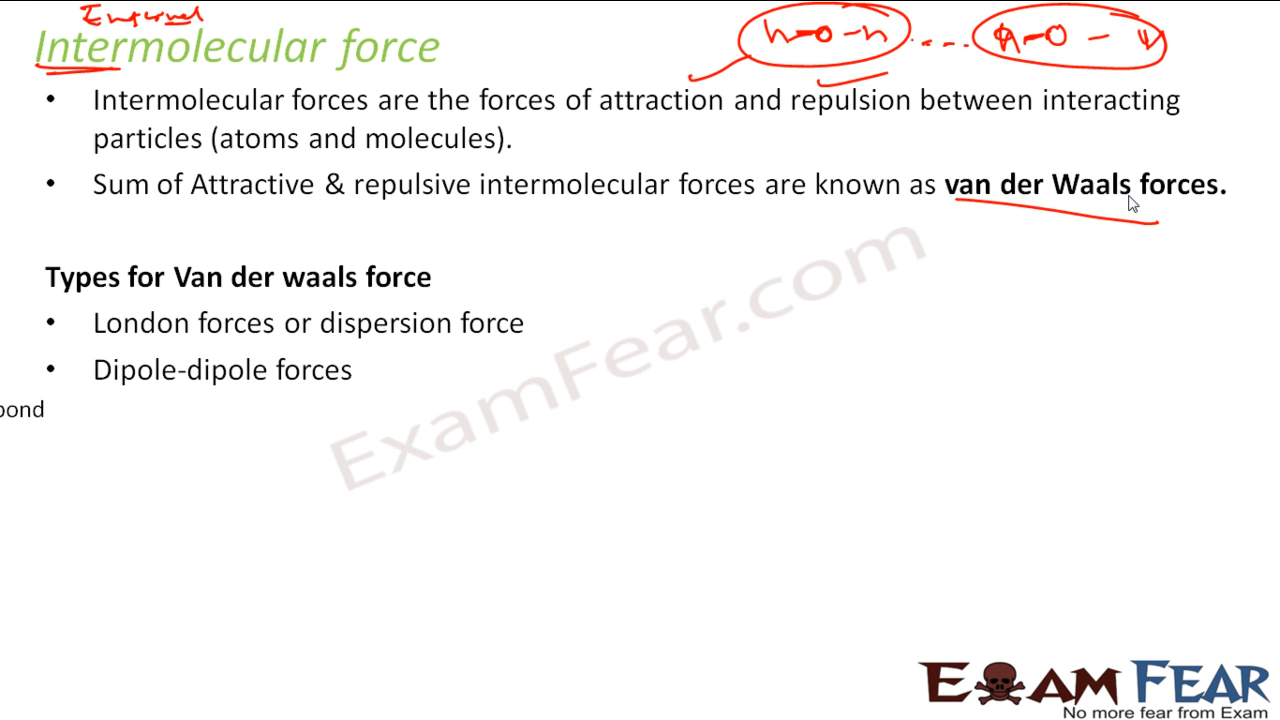 External
Intermolecular force
h-o-h .... h-o-h
• Intermolecular forces are the forces of attraction and repulsion between interacting
particles (atoms and molecules).
• Sum of Attractive & repulsive intermolecular forces are known as van der Waals forces.
Types for Van der waals force
• London forces or dispersion force
• Dipole-dipole forces
bond
ExamFear.com
EXAM FEAR
No more fear from Exam